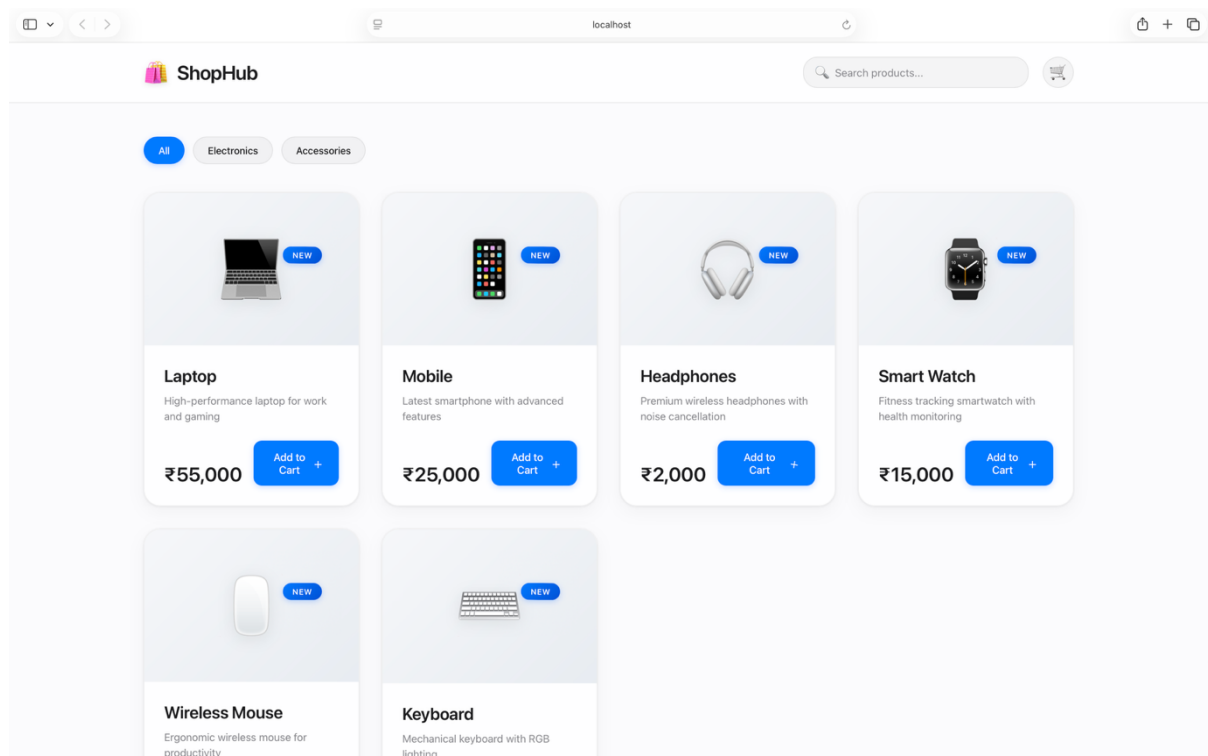 localhost
ShopHub
Search products...
All
Electronics
Accessories
NEW
NEW
NEW
NEW
Laptop
Mobile
Headphones
Smart Watch
High-performance laptop for work
and gaming
Latest smartphone with advanced
features
Premium wireless headphones with
noise cancellation
Fitness tracking smartwatch with
health monitoring
₹55,000
Add to
Cart +
₹25,000
Add to
Cart +
₹2,000
Add to
Cart +
₹15,000
Add to
Cart +
NEW
NEW
Wireless Mouse
Keyboard
Ergonomic wireless mouse for
productivity
Mechanical keyboard with RGB
lighting